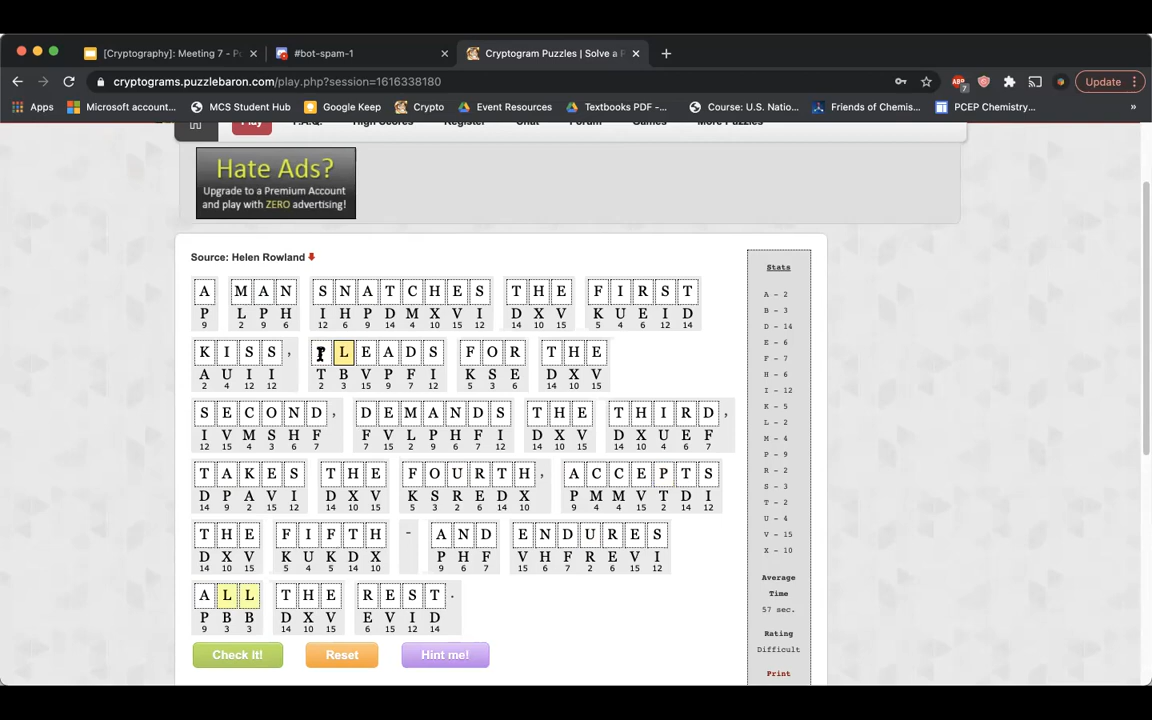 [Cryptography]: Meeting 7 - Po
#bot-spam-1
Cryptogram Puzzles | Solve a P
cryptograms.puzzlebaron.com/play.php?session=1616338180
Update
Apps
Microsoft account...
MCS Student Hub
Google Keep
Crypto
Event Resources
Textbooks PDF -...
Course: U.S. Natio...
Friends of Chemis...
PCEP Chemistry...
»
Play F.A.Q. High Scores Register Chat Forum Games More Puzzles
Hate Ads?
Upgrade to a Premium Account
and play with ZERO advertising!
Source: Helen Rowland
A MAN SNATCHES THE FIRST
P LPH IHPDMXVI DXV KUEID
9 2 9 6 12 6 9 14 4 10 15 12 14 10 15 5 4 6 12 14
KISS, PLEADS FOR THE
AUII TBVPFI KSE DXV
2 4 12 12 2 3 15 9 7 12 5 3 6 14 10 15
SECOND, DEMANDS THE THIRD,
IVMSHF FVLPHFI DXV DXUEF
12 15 4 3 6 7 7 15 2 9 6 7 12 14 10 15 14 10 4 6 7
TAKES THE FOURTH, ACCEPTS
DPAVI DXV KSREDX PMMVTDI
14 9 2 15 12 14 10 15 5 3 2 6 14 10 9 4 4 15 2 14 12
THE FIFTH - AND ENDURES
DXV KUKDX PHF VHFREVI
14 10 15 5 4 5 14 10 9 6 7 15 6 7 2 6 15 12
ALL THE REST.
PBB DXV EVID
9 3 3 14 10 15 6 15 12 14
Check It!
Reset
Hint me!
Stats
A - 2
B - 3
D - 14
E - 6
F - 7
H - 6
I - 12
K - 5
L - 2
M - 4
P - 9
R - 2
S - 3
T - 2
U - 4
V - 15
X - 10
Average
Time
57 sec.
Rating
Difficult
Print